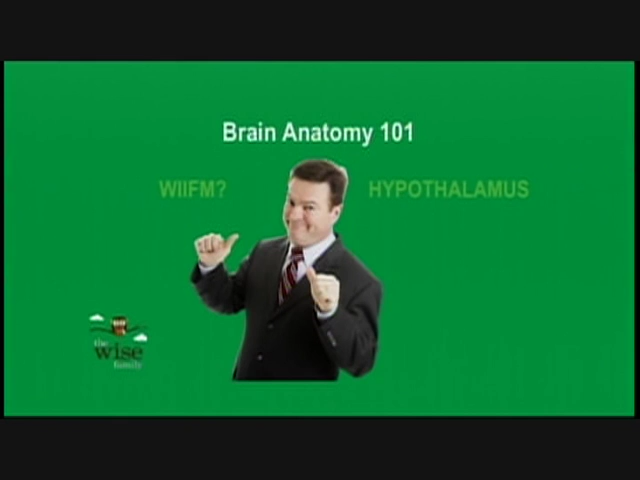 Brain Anatomy 101
WIIFM?
HYPOTHALAMUS
the
wise
family